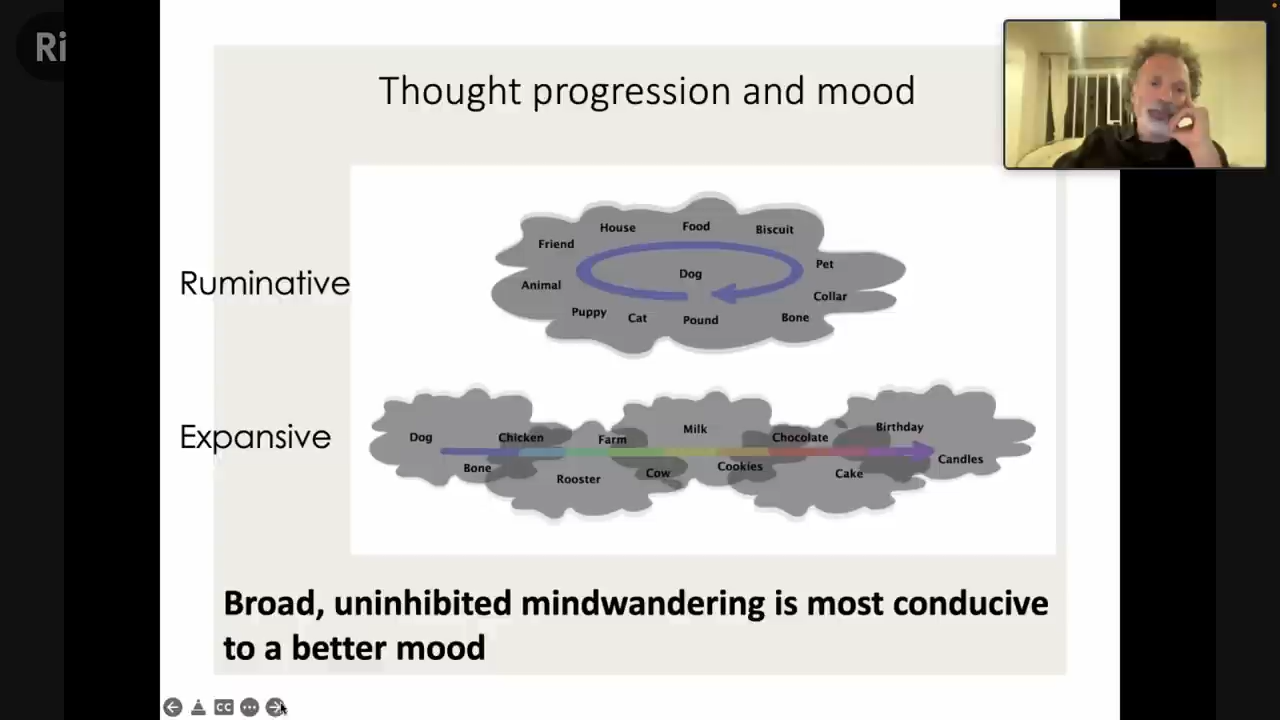 Ri
Thought progression and mood
Ruminative
House
Food
Biscuit
Friend
Pet
Dog
Animal
Collar
Puppy
Cat
Pound
Bone
Expansive
Dog
Chicken
Farm
Milk
Chocolate
Birthday
Bone
Rooster
Cow
Cookies
Cake
Candles
Broad, uninhibited mindwandering is most conducive
to a better mood
CC